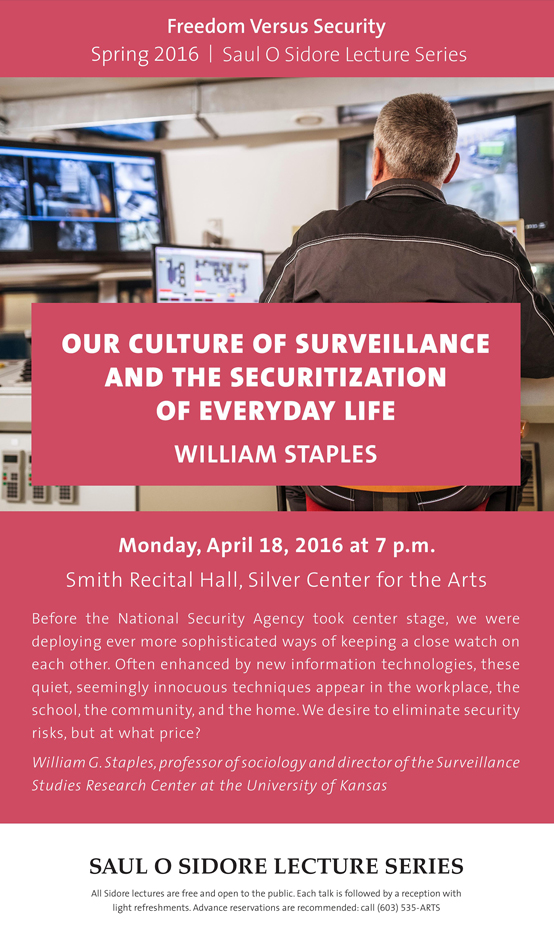 Freedom Versus Security
Spring 2016 | Saul O Sidore Lecture Series
OUR CULTURE OF SURVEILLANCE
AND THE SECURITIZATION
OF EVERYDAY LIFE
WILLIAM STAPLES
Monday, April 18, 2016 at 7 p.m.
Smith Recital Hall, Silver Center for the Arts
Before the National Security Agency took center stage, we were
deploying ever more sophisticated ways of keeping a close watch on
each other. Often enhanced by new information technologies, these
quiet, seemingly innocuous techniques appear in the workplace, the
school, the community, and the home. We desire to eliminate security
risks, but at what price?
William G. Staples, professor of sociology and director of the Surveillance
Studies Research Center at the University of Kansas
SAUL O SIDORE LECTURE SERIES
All Sidore lectures are free and open to the public. Each talk is followed by a reception with
light refreshments. Advance reservations are recommended: call (603) 535-ARTS